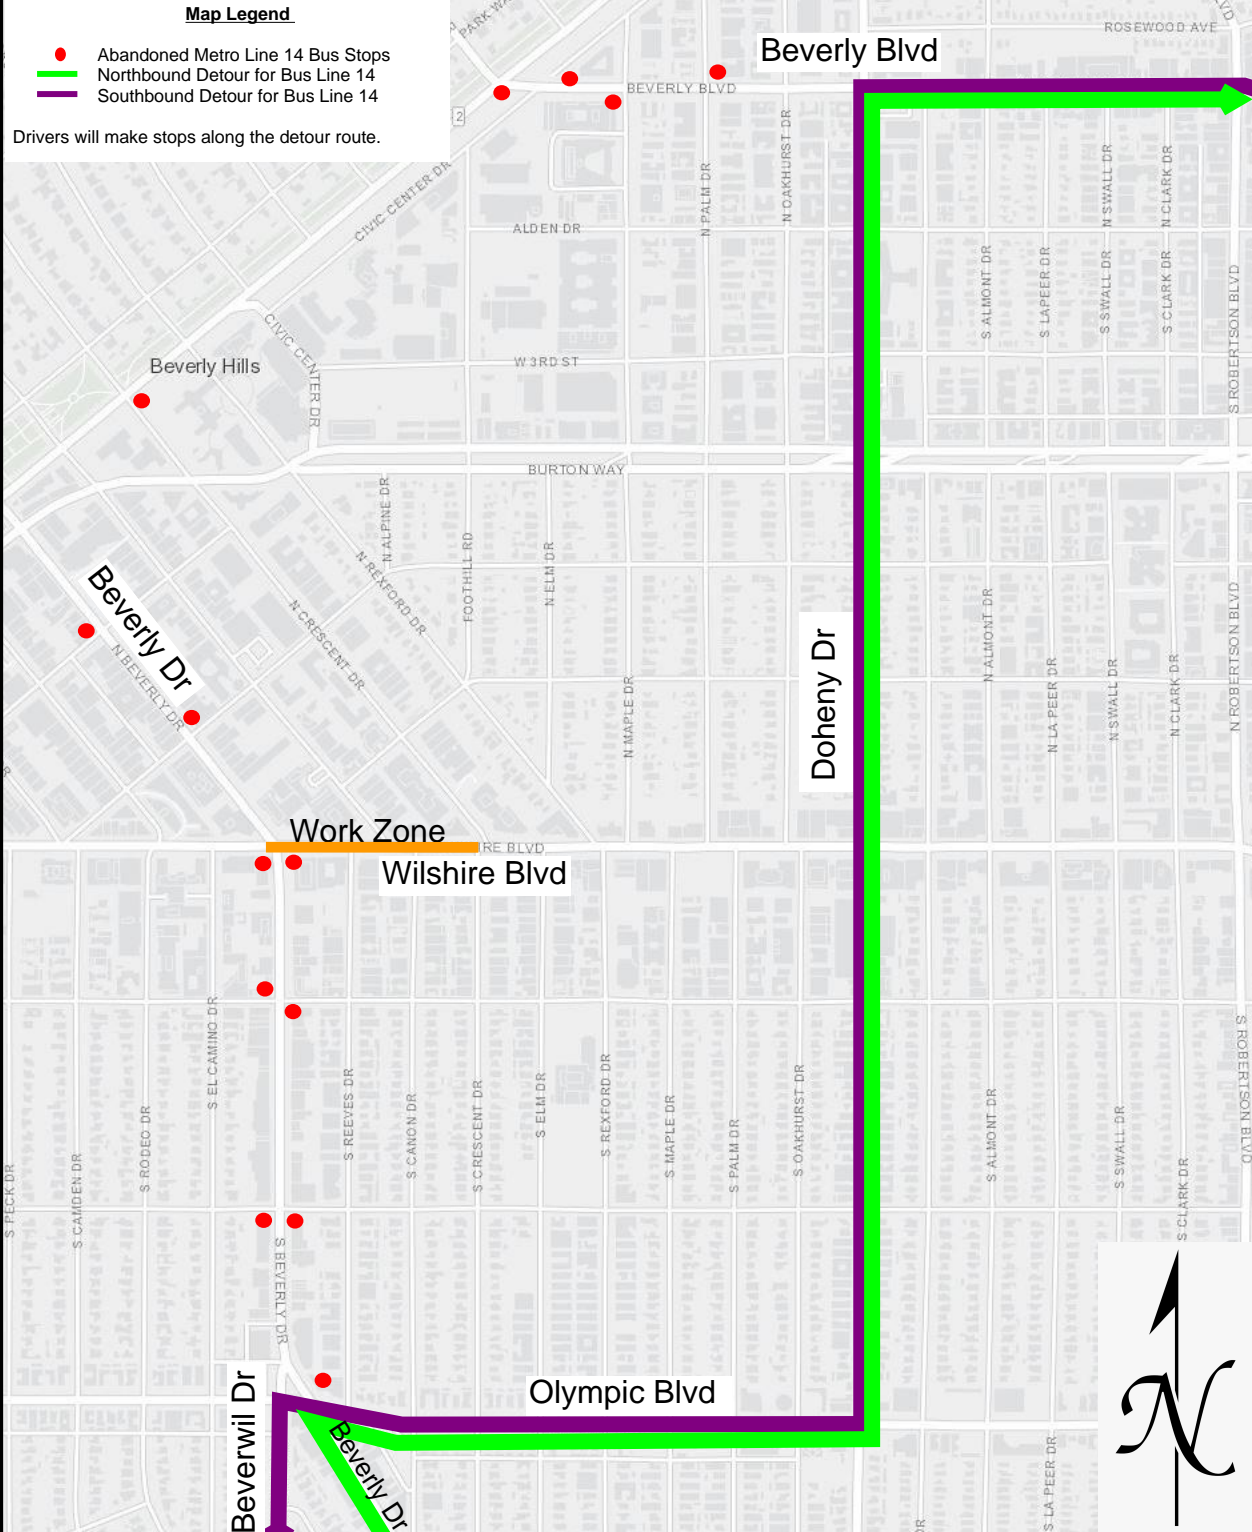 Map Legend
Abandoned Metro Line 14 Bus Stops
Northbound Detour for Bus Line 14
Southbound Detour for Bus Line 14
Drivers will make stops along the detour route.
PARK WA
Beverly Blvd
ROSEWOOD AVE
VD
BEVERLY BLVD
2
CIVIC CENTER DR
ALDEN DR
N PALM DR
N OAKHURST DR
N SWALL DR
N CLARK DR
S ALMONT DR
S LAPEER DR
S SWALL DR
S CLARK DR
S ROBERTSON BLVD
CIVIC CENTER DR
Beverly Hills
W 3RD ST
BURTON WAY
N ALPINE DR
N REXFORD DR
FOOTHILL RD
N ELM DR
N CRESCENT DR
Beverly Dr
N BEVERLY DR
N MAPLE DR
Doheny Dr
N ALMONT DR
N LA PEER DR
N SWALL DR
N CLARK DR
N ROBERTSON BLVD
Work Zone
IRE BLVD
Wilshire Blvd
S PECK DR
S CAMDEN DR
S RODEO DR
S EL CAMINO DR
S REEVES DR
S CANON DR
S CRESCENT DR
S ELM DR
S REXFORD DR
S MAPLE DR
S PALM DR
S OAKHURST DR
S ALMONT DR
S SWALL DR
S CLARK DR
S ROBERTSON BLVD
S BEVERLY DR
Olympic Blvd
Beverwil Dr
Beverly Dr
S LA PEER DR
DR
N